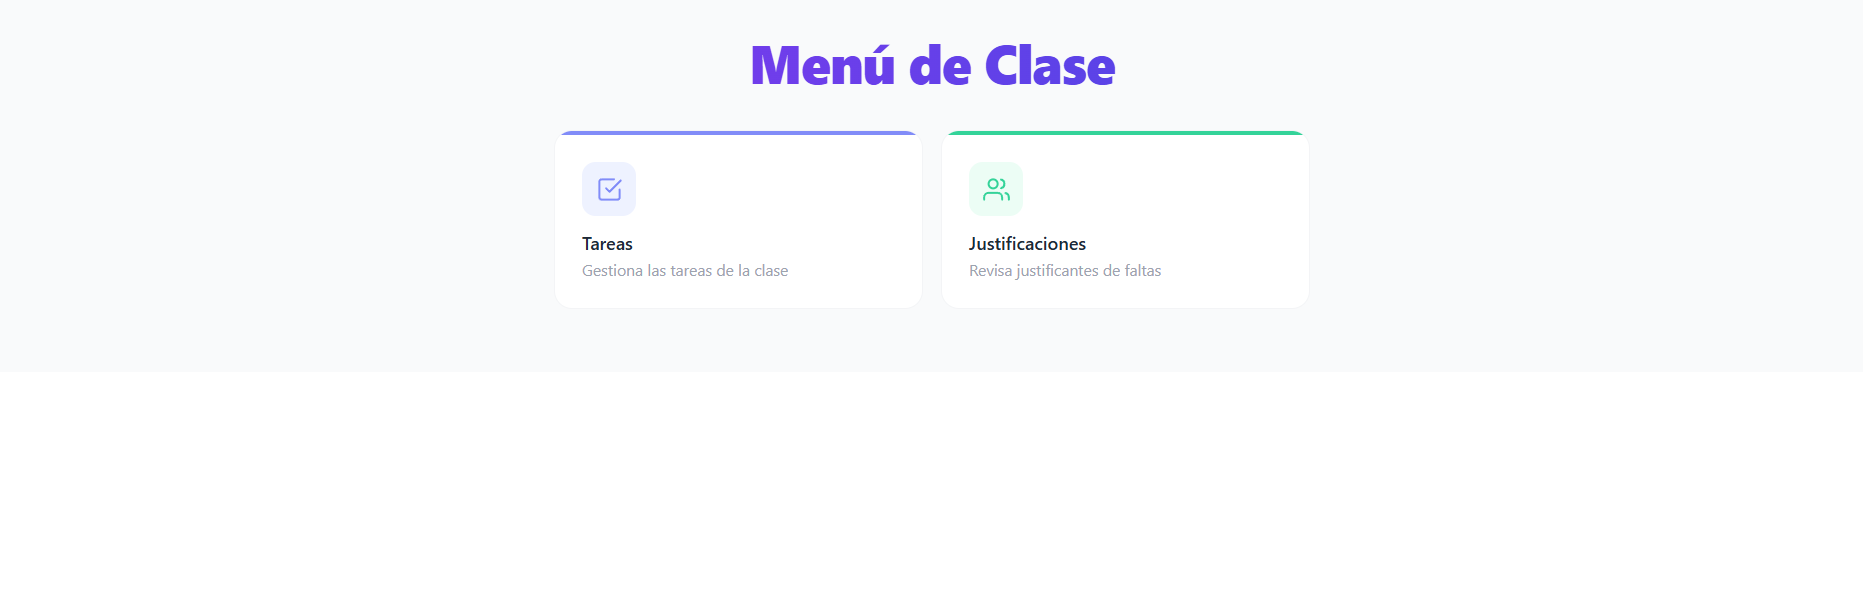 Menú de Clase
Tareas
Gestiona las tareas de la clase
Justificaciones
Revisa justificantes de faltas